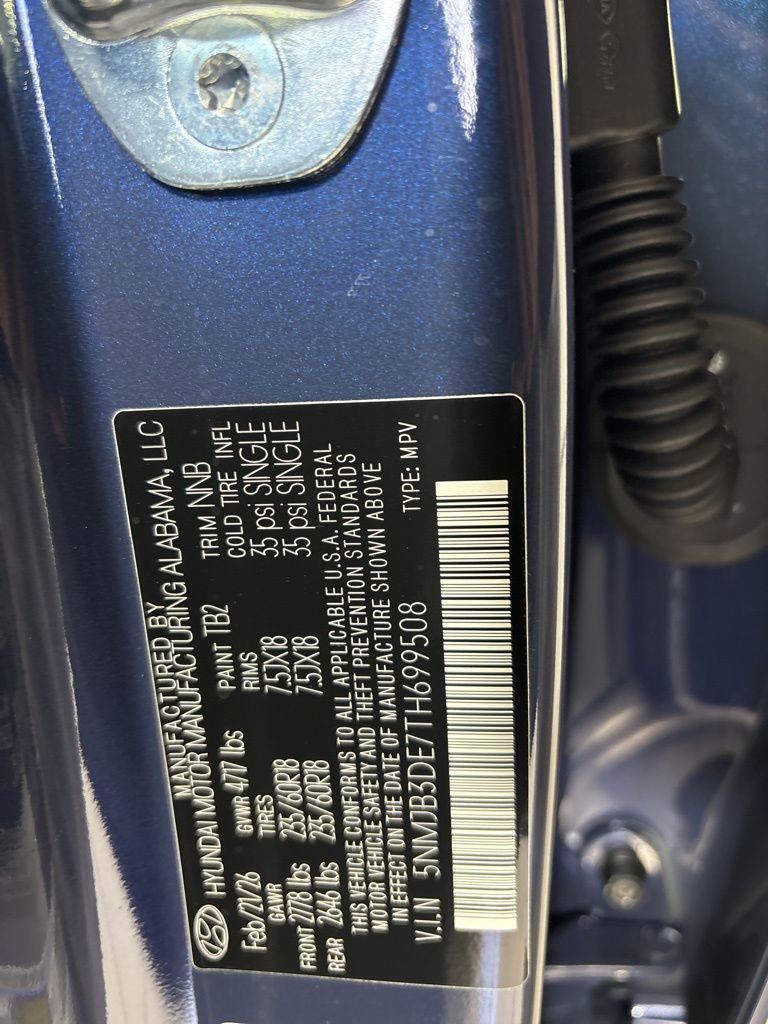 MANUFACTURED BY
HYUNDAI MOTOR MANUFACTURING ALABAMA, LLC
Feb/21/26 GVWR 4717 lbs PAINT TB2 TRIM NNB
GAWR TIRES RIMS COLD TIRE INFL
FRONT 2778 lbs 235/60R18 7.5JX18 35 psi SINGLE
REAR 2646 lbs 235/60R18 7.5JX18 35 psi SINGLE
THIS VEHICLE CONFORMS TO ALL APPLICABLE U.S.A. FEDERAL
MOTOR VEHICLE SAFETY AND THEFT PREVENTION STANDARDS
IN EFFECT ON THE DATE OF MANUFACTURE SHOWN ABOVE
V.I.N 5NMJB3DE7TH699508 TYPE: MPV